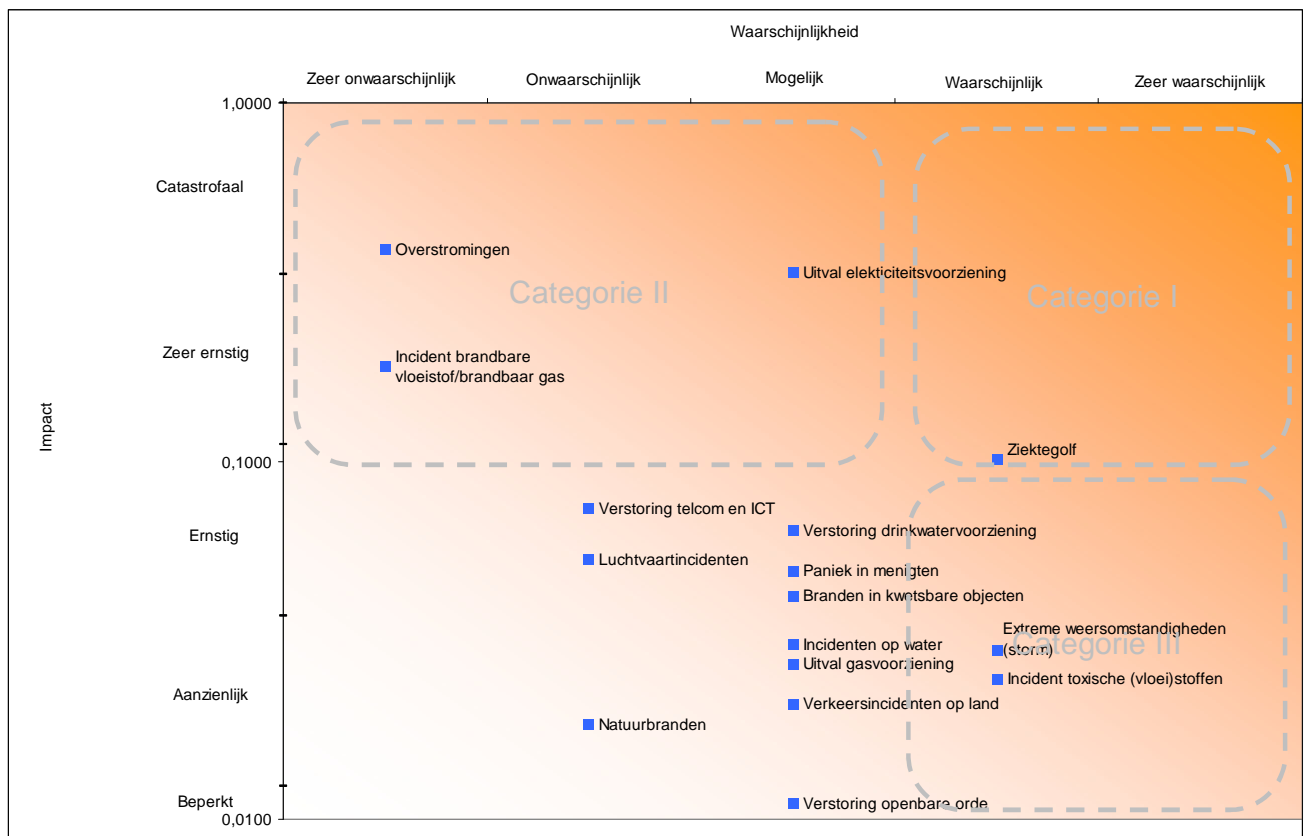 Waarschijnlijkheid
Zeer onwaarschijnlijk
Onwaarschijnlijk
Mogelijk
Waarschijnlijk
Zeer waarschijnlijk
1,0000
Catastrofaal
Overstromingen
Uitval elekticiteitsvoorziening
Categorie II
Categorie I
Zeer ernstig
Incident brandbare
vloeistof/brandbaar gas
Impact
Ziektegolf
0,1000
Verstoring telcom en ICT
Verstoring drinkwatervoorziening
Ernstig
Luchtvaartincidenten
Paniek in menigten
Branden in kwetsbare objecten
Extreme weersomstandigheden
(storm)
Categorie III
Incidenten op water
Uitval gasvoorziening
Incident toxische (vloei)stoffen
Aanzienlijk
Verkeersincidenten op land
Natuurbranden
Beperkt
Verstoring openbare orde
0,0100